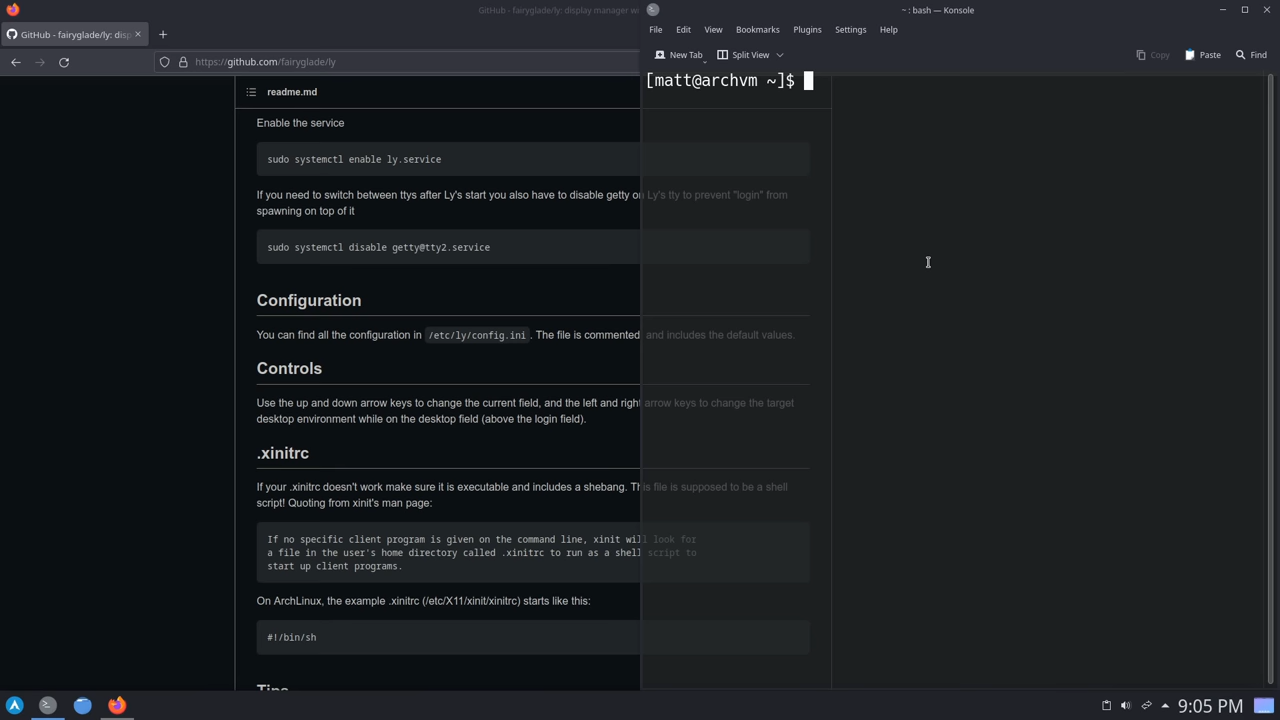 GitHub - fairyglade/ly: display manager wi
~ : bash — Konsole
GitHub - fairyglade/ly: disp
https://github.com/fairyglade/ly
File Edit View Bookmarks Plugins Settings Help
New Tab Split View Copy Paste Find
[matt@archvm ~]$
readme.md
Enable the service
sudo systemctl enable ly.service
If you need to switch between ttys after Ly's start you also have to disable getty on Ly's tty to prevent "login" from
spawning on top of it
sudo systemctl disable getty@tty2.service
Configuration
You can find all the configuration in /etc/ly/config.ini. The file is commented and includes the default values.
Controls
Use the up and down arrow keys to change the current field, and the left and right arrow keys to change the target
desktop environment while on the desktop field (above the login field).
.xinitrc
If your .xinitrc doesn't work make sure it is executable and includes a shebang. This file is supposed to be a shell
script! Quoting from xinit's man page:
If no specific client program is given on the command line, xinit will look for
a file in the user's home directory called .xinitrc to run as a shell script to
start up client programs.
On ArchLinux, the example .xinitrc (/etc/X11/xinit/xinitrc) starts like this:
#!/bin/sh
Tips
9:05 PM